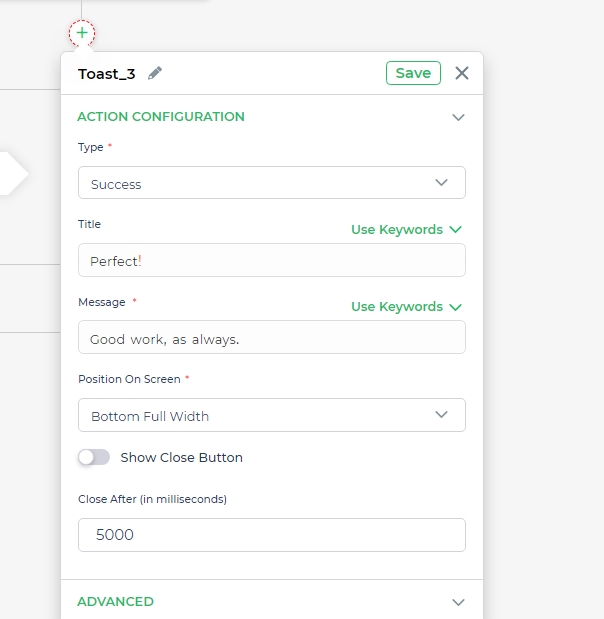 Toast_3
Save
ACTION CONFIGURATION
Type *
Success
Title
Use Keywords
Perfect!
Message *
Use Keywords
Good work, as always.
Position On Screen *
Bottom Full Width
Show Close Button
Close After (in milliseconds)
5000
ADVANCED